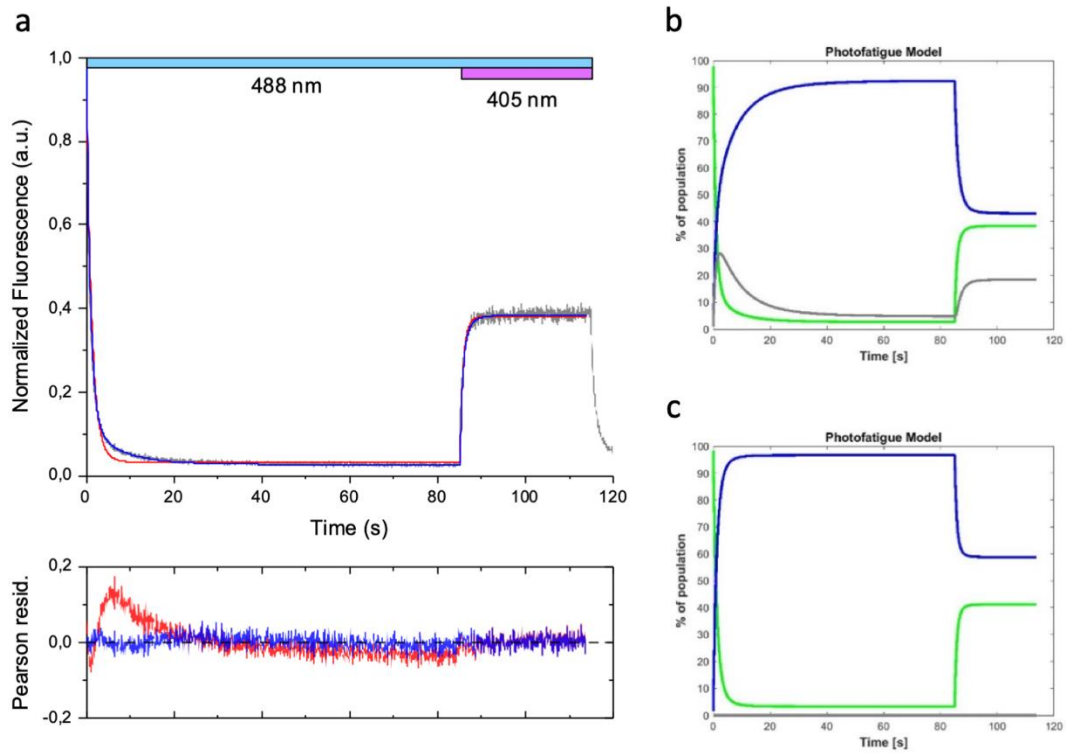 a
1,0
0,8
0,6
0,4
0,2
0,0
Normalized Fluorescence (a.u.)
488 nm
405 nm
0 20 40 60 80 100 120
Time (s)
0,2
0,0
-0,2
Pearson resid.
b
Photofatigue Model
100
90
80
70
60
50
40
30
20
10
0
% of population
0 20 40 60 80 100 120
Time [s]
c
Photofatigue Model
100
90
80
70
60
50
40
30
20
10
0
% of population
0 20 40 60 80 100 120
Time [s]